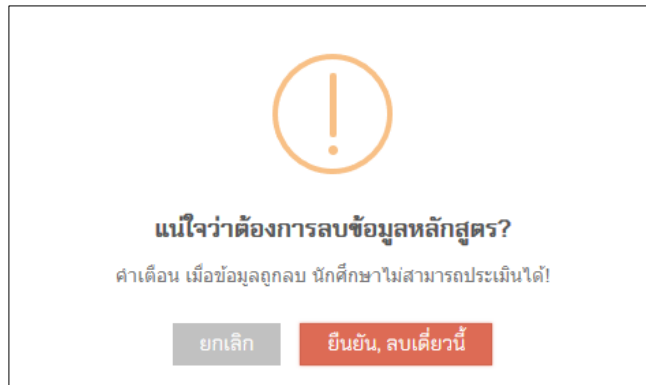 แน่ใจว่าต้องการลบข้อมูลหลักสูตร?
คำเตือน เมื่อข้อมูลถูกลบ นักศึกษาไม่สามารถประเมินได้!
ยกเลิก ยืนยัน, ลบเดี๋ยวนี้